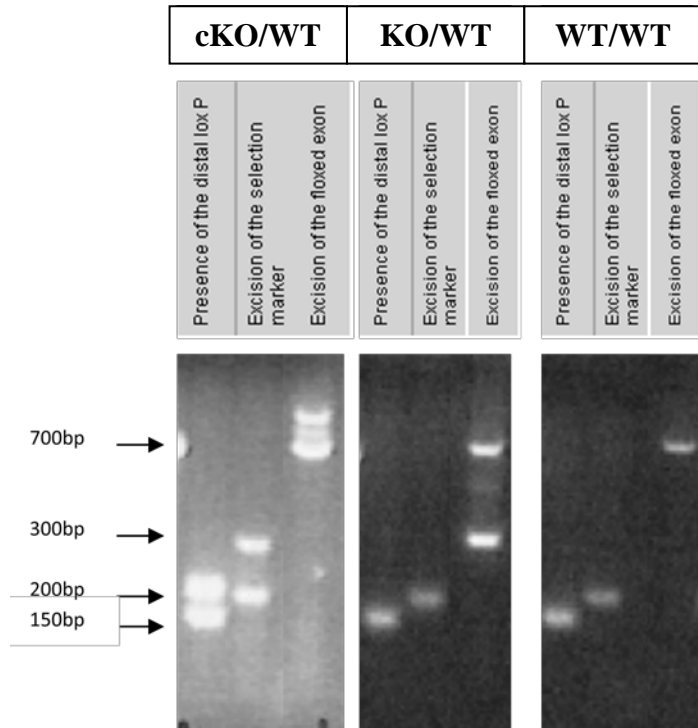 cKO/WT
KO/WT
WT/WT
Presence of the distal lox P
Excision of the selection
marker
Excision of the floxed exon
Presence of the distal lox P
Excision of the selection
marker
Excision of the floxed exon
Presence of the distal lox P
Excision of the selection
marker
Excision of the floxed exon
700bp
300bp
200bp
150bp